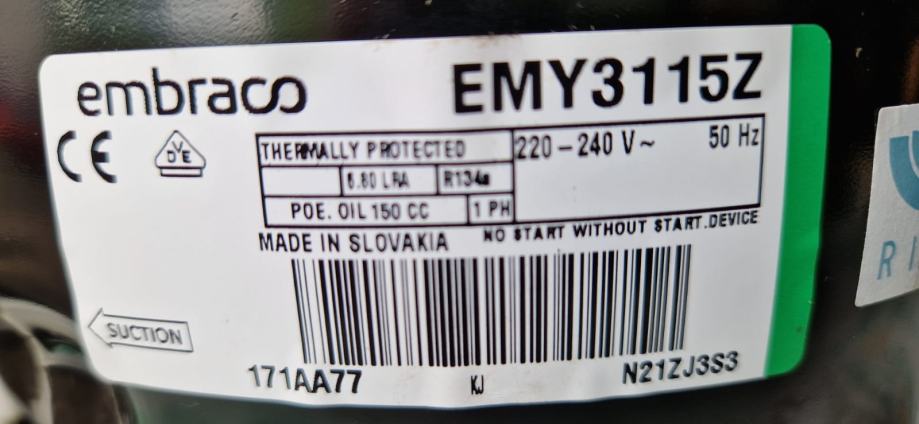 embraco
EMY3115Z
CE
VDE
THERMALLY PROTECTED
220-240 V~ 50 Hz
6.80 LRA
R134a
POE. OIL 150 CC
1 PH
MADE IN SLOVAKIA
NO START WITHOUT START.DEVICE
SUCTION
171AA77
KJ
N21ZJ3S3